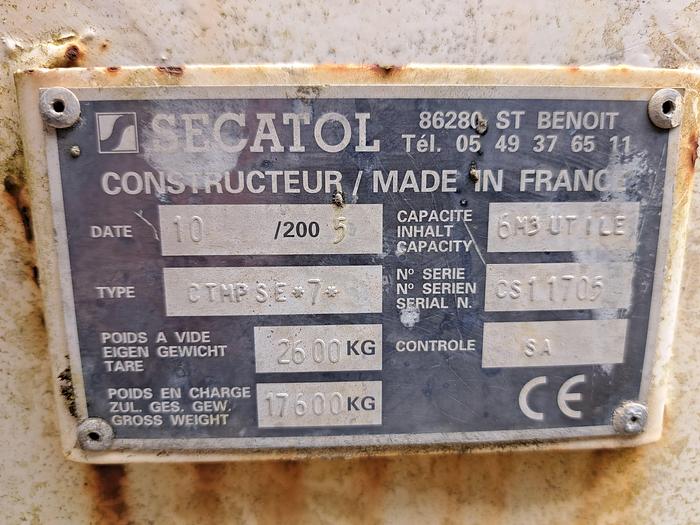 SECATOL
86280 ST BENOIT
Tél. 05 49 37 65 11
CONSTRUCTEUR / MADE IN FRANCE
DATE 10 /200 5
CAPACITE
INHALT
CAPACITY
6M3 UTILE
TYPE CTMPSE*7*
Nº SERIE
Nº SERIEN
SERIAL N.
CS11705
POIDS A VIDE
EIGEN GEWICHT
TARE
2600 KG
CONTROLE SA
POIDS EN CHARGE
ZUL. GES. GEW.
GROSS WEIGHT
17600 KG
CE